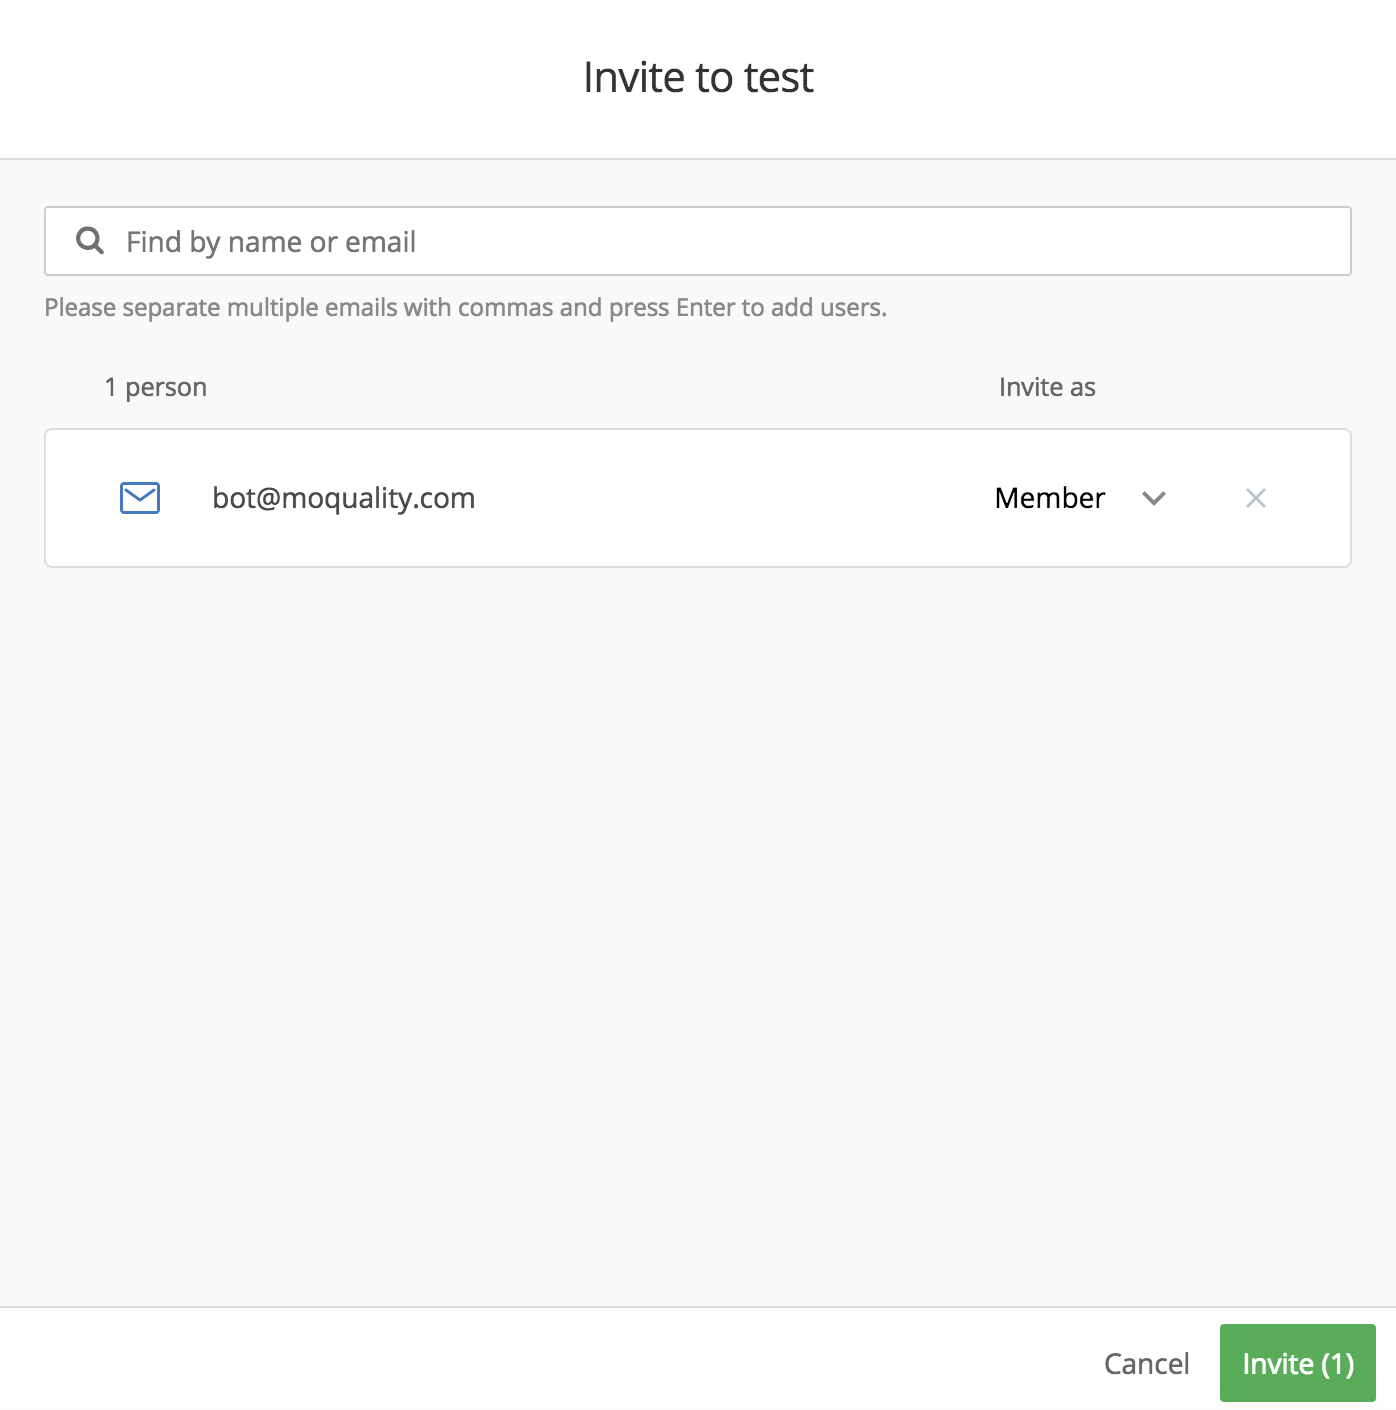 Invite to test
Find by name or email
Please separate multiple emails with commas and press Enter to add users.
1 person Invite as
bot@moquality.com Member
Cancel Invite (1)